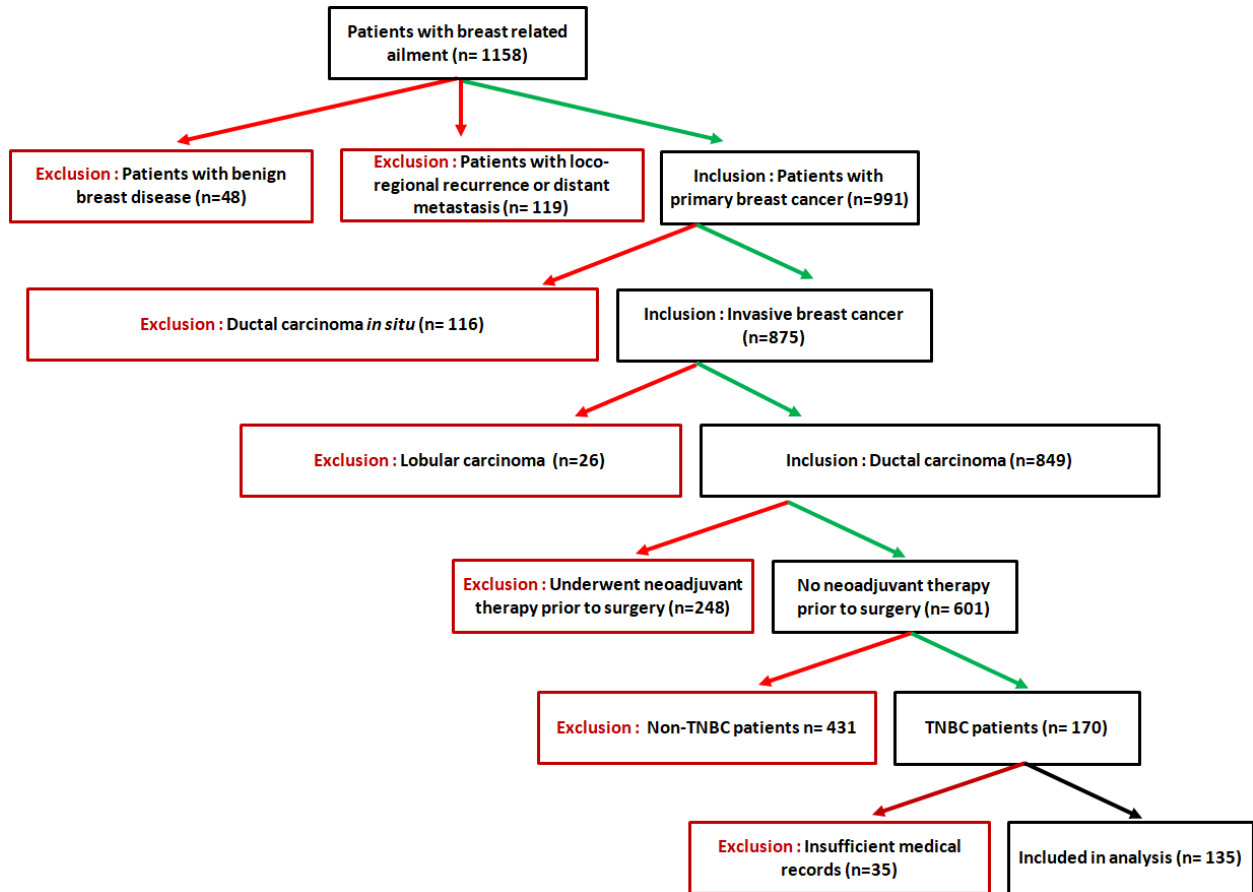 Patients with breast related
ailment (n= 1158)
Exclusion : Patients with benign
breast disease (n=48)
Exclusion : Patients with loco-
regional recurrence or distant
metastasis (n= 119)
Inclusion : Patients with
primary breast cancer (n=991)
Exclusion : Ductal carcinoma in situ (n= 116)
Inclusion : Invasive breast cancer
(n=875)
Exclusion : Lobular carcinoma (n=26)
Inclusion : Ductal carcinoma (n=849)
Exclusion : Underwent neoadjuvant
therapy prior to surgery (n=248)
No neoadjuvant therapy
prior to surgery (n= 601)
Exclusion : Non-TNBC patients n= 431
TNBC patients (n= 170)
Exclusion : Insufficient medical
records (n=35)
Included in analysis (n= 135)